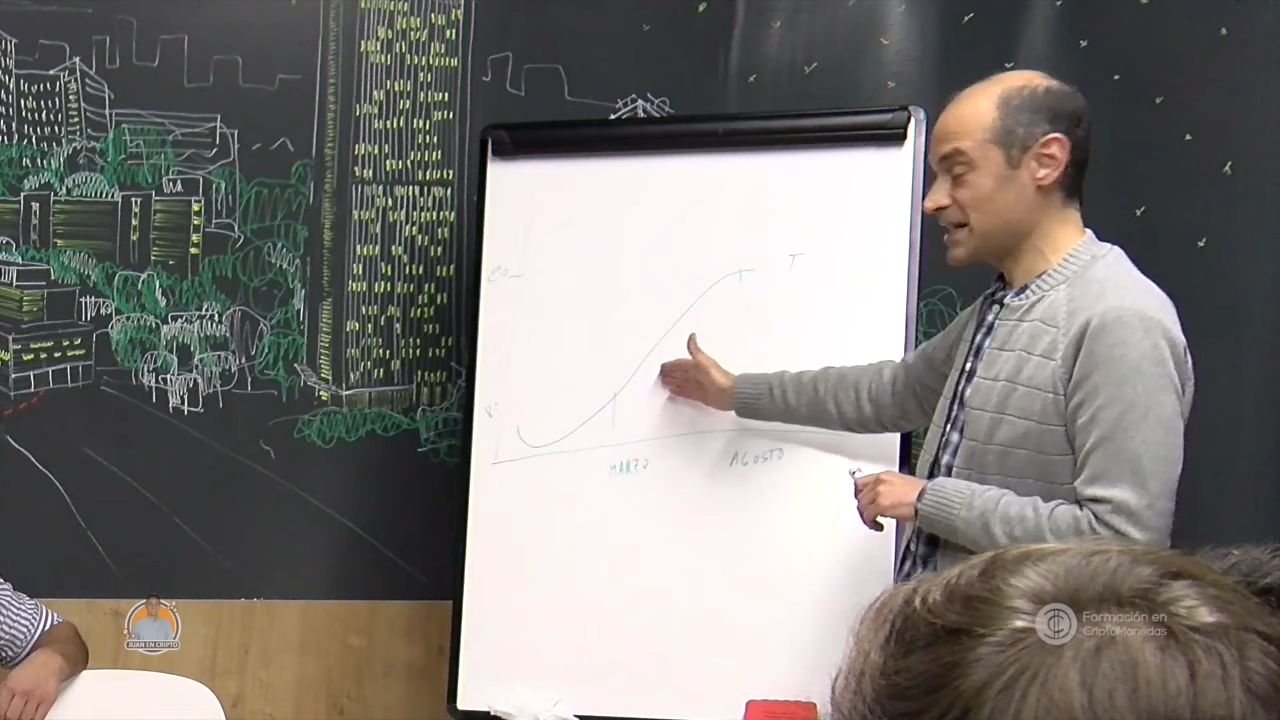 T
MARZO
AGOSTO
JUAN EN CRIPTO
Formación en
CriptoMonedas